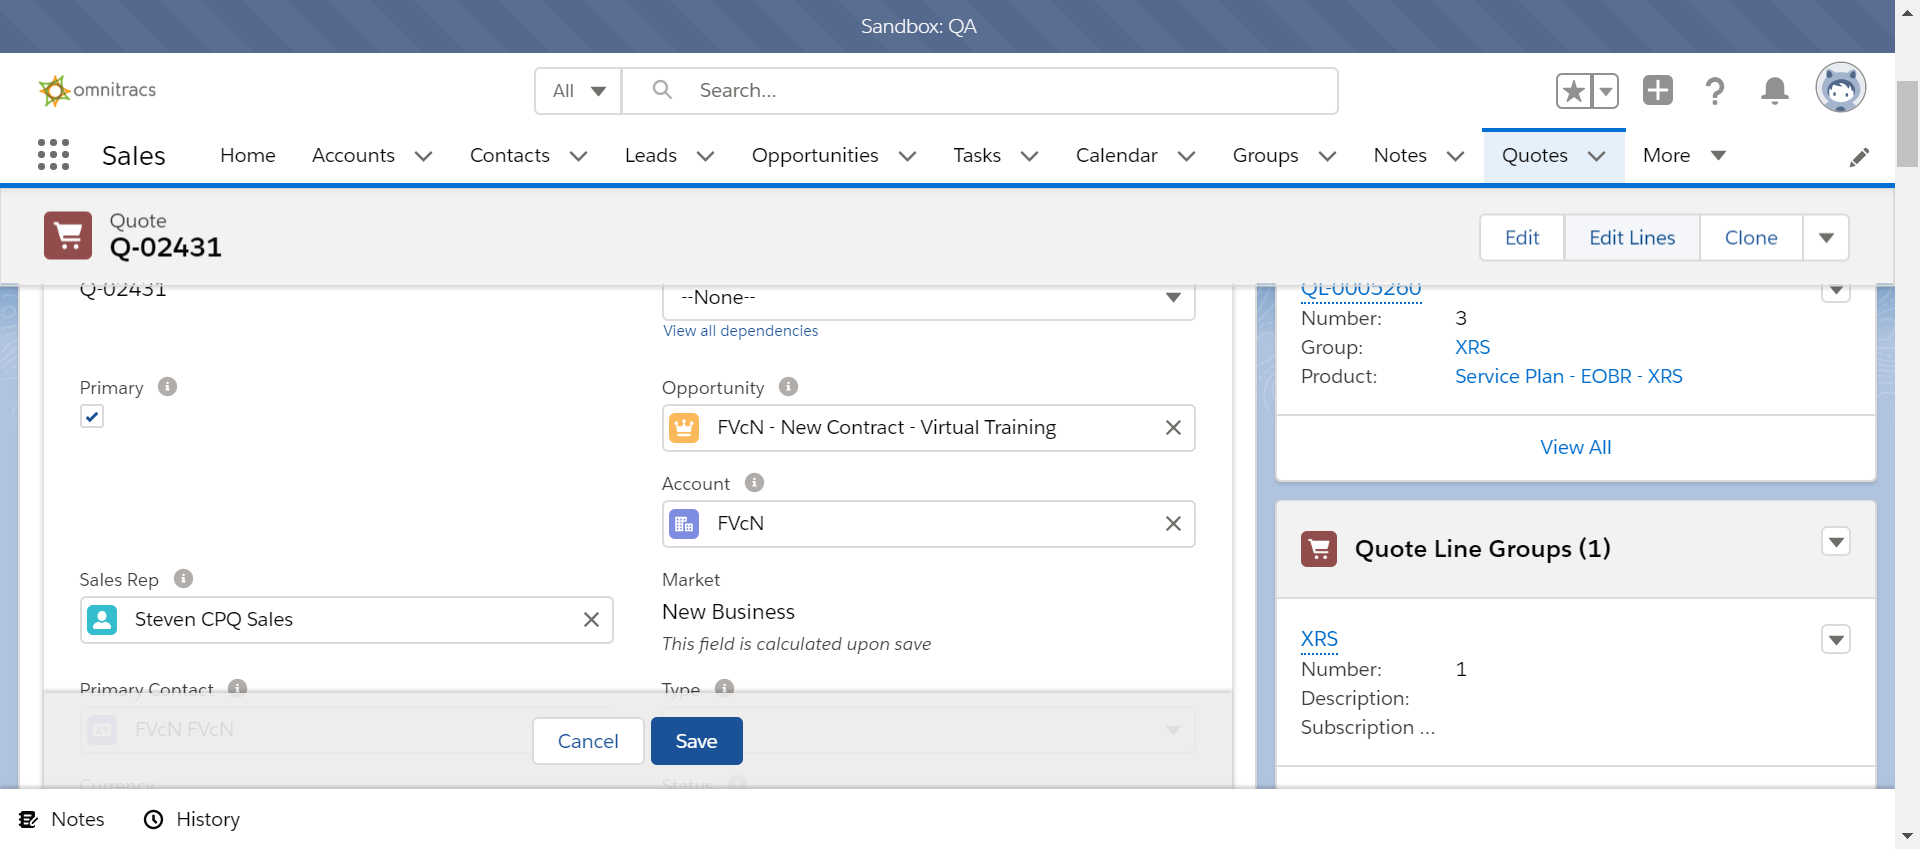 Sandbox: QA
omnitracs
All
Search...
Sales
Home
Accounts
Contacts
Leads
Opportunities
Tasks
Calendar
Groups
Notes
Quotes
More
Quote
Q-02431
Edit
Edit Lines
Clone
Q-02431
--None--
View all dependencies
Primary
Opportunity
FVcN - New Contract - Virtual Training
Account
FVcN
Sales Rep
Steven CPQ Sales
Market
New Business
This field is calculated upon save
Primary Contact
Type
FVcN FVcN
Cancel
Save
Currency
Status
QL-0005260
Number: 3
Group: XRS
Product: Service Plan - EOBR - XRS
View All
Quote Line Groups (1)
XRS
Number: 1
Description:
Subscription ...
Notes
History